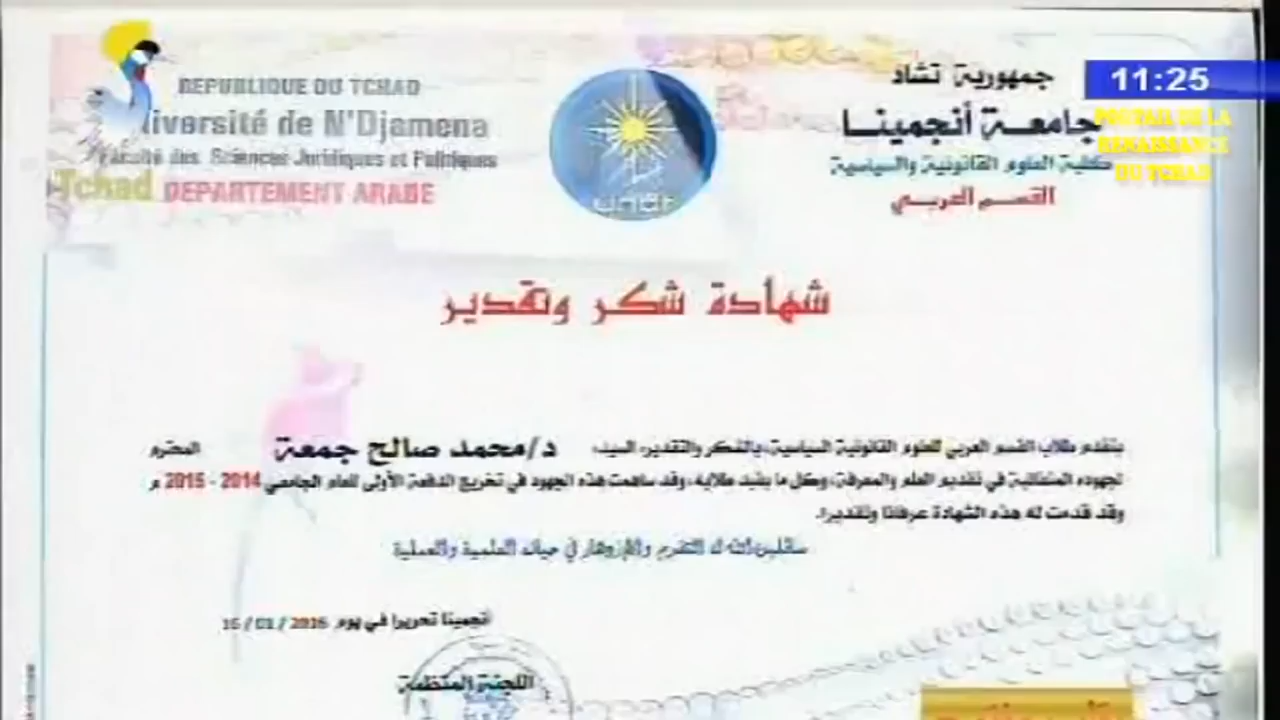 REPUBLIQUE DU TCHAD
Université de N'Djamena
Faculté des Sciences Juridiques et Politiques
Tchad
DEPARTEMENT ARABE
جمهورية تشاد
جامعة أنجمينا
كلية العلوم القانونية والسياسية
القسم العربي
11:25
PORTAIL DE LA
RENAISSANCE
DU TCHAD
شهادة شكر وتقدير
يتقدم طلاب القسم العربي للعلوم القانونية السياسية، بالشكر والتقدير، السيد، د/محمد صالح جمعة المحترم
لجهوده المتفانية في تقديم العلم والمعرفة، وكل ما يفيد طلابه، وقد ساهمت هذه الجهود في تخريج الدفعة الأولى للعام الجامعي 2014 - 2015 م
وقد قدمت له هذه الشهادة عرفانا وتقديرا.
سائلين الله له التقدم والإزدهار في حياته العلمية والعملية
أنجمينا تحريرا في يوم 2016 / 01 /
اللجنة المنظمة